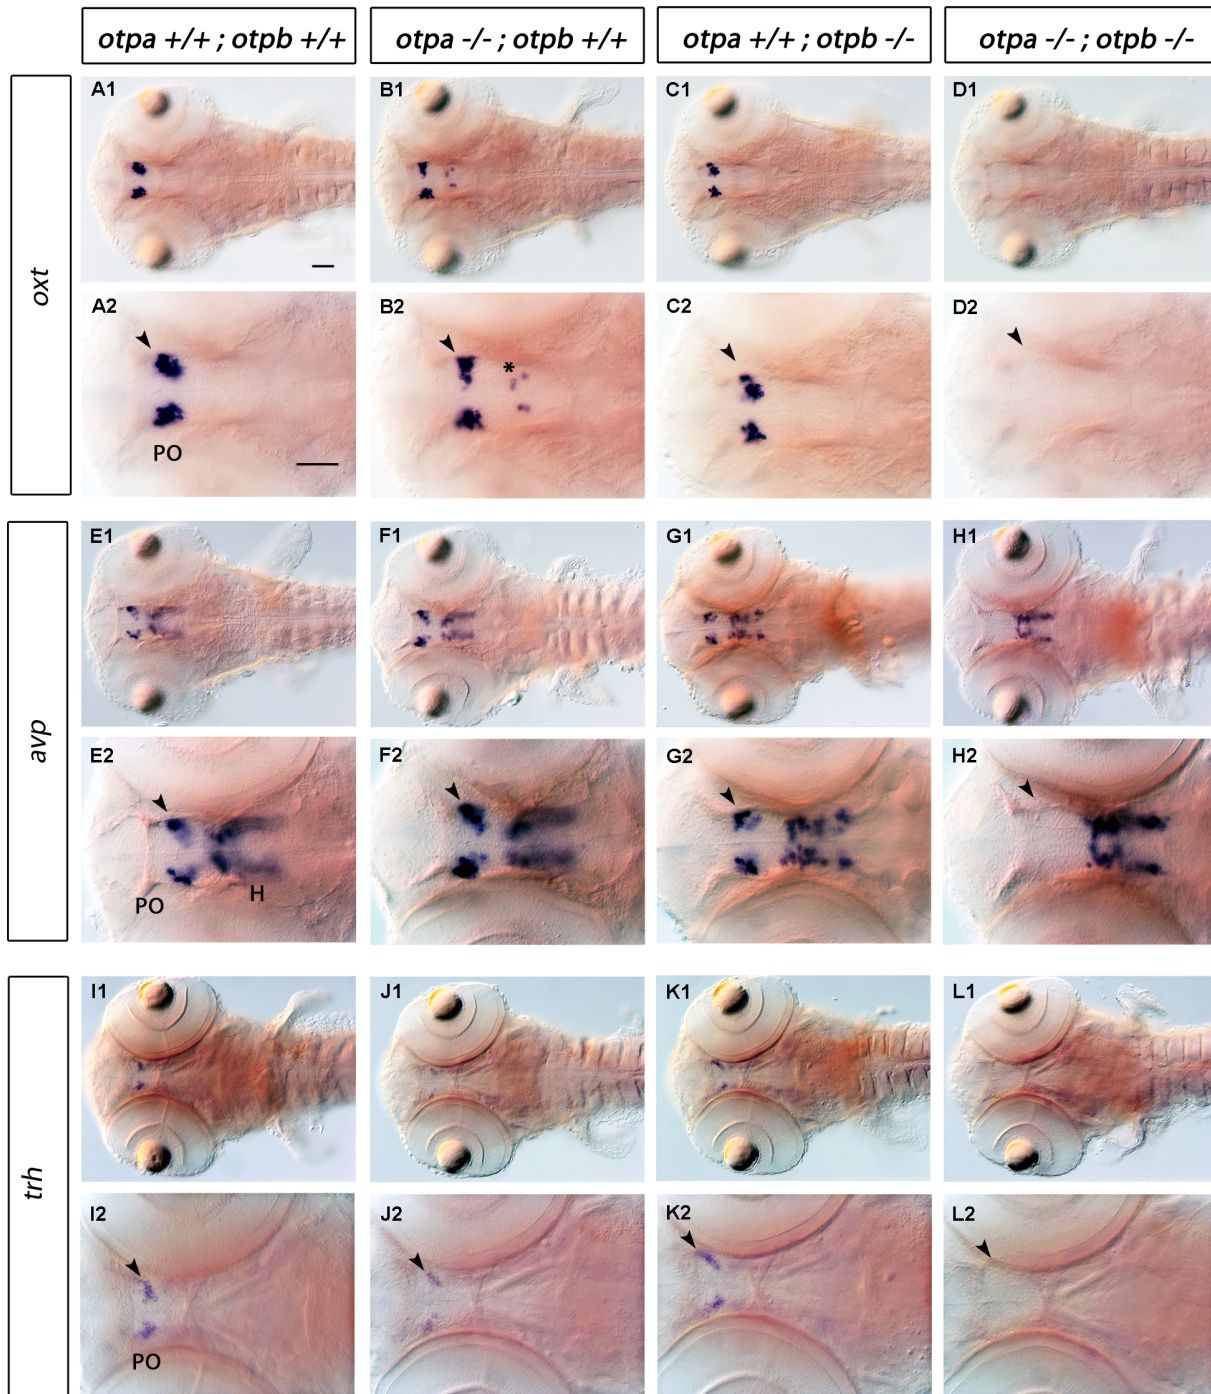 otpa +/+ ; otpb +/+
otpa -/- ; otpb +/+
otpa +/+ ; otpb -/-
otpa -/- ; otpb -/-
oxt
A1
B1
C1
D1
A2
B2
C2
D2
*
PO
avp
E1
F1
G1
H1
E2
F2
G2
H2
PO
H
trh
I1
J1
K1
L1
I2
J2
K2
L2
PO